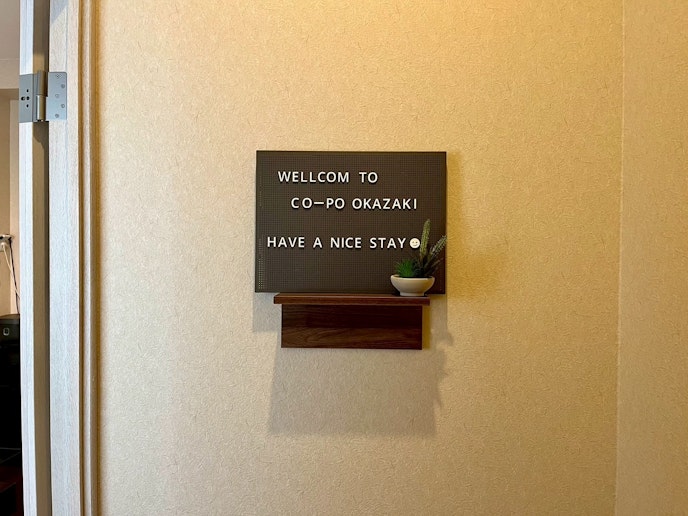 WELLCOM TO
CO-PO OKAZAKI
HAVE A NICE STAY🙂